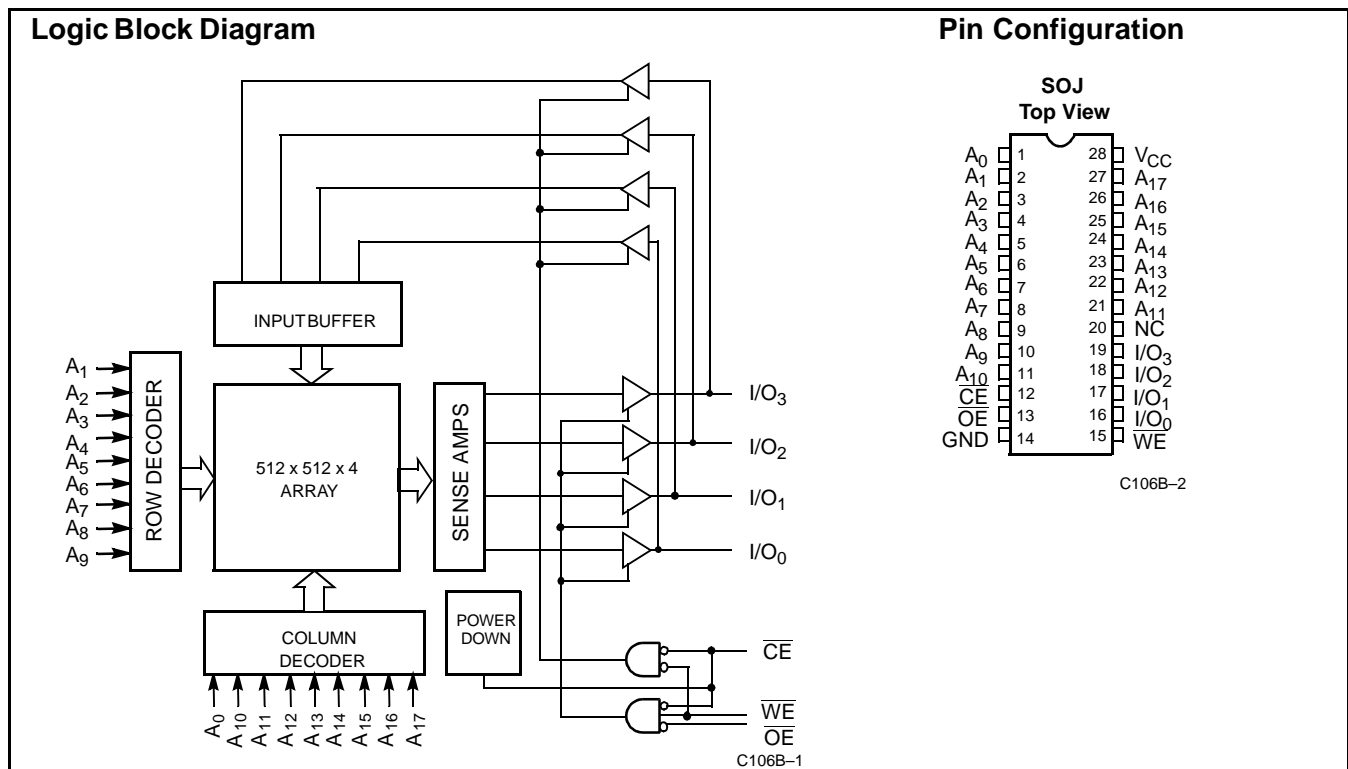 Logic Block Diagram
Pin Configuration
SOJ
Top View
INPUT BUFFER
A1
A2
A3
A4
A5
A6
A7
A8
A9
ROW DECODER
512 x 512 x 4
ARRAY
SENSE AMPS
I/O3
I/O2
I/O1
I/O0
COLUMN
DECODER
A0
A10
A11
A12
A13
A14
A15
A16
A17
POWER
DOWN
CE
WE
OE
C106B–1
A0 1 28 VCC
A1 2 27 A17
A2 3 26 A16
A3 4 25 A15
A4 5 24 A14
A5 6 23 A13
A6 7 22 A12
A7 8 21 A11
A8 9 20 NC
A9 10 19 I/O3
A10 11 18 I/O2
CE 12 17 I/O1
OE 13 16 I/O0
GND 14 15 WE
C106B–2